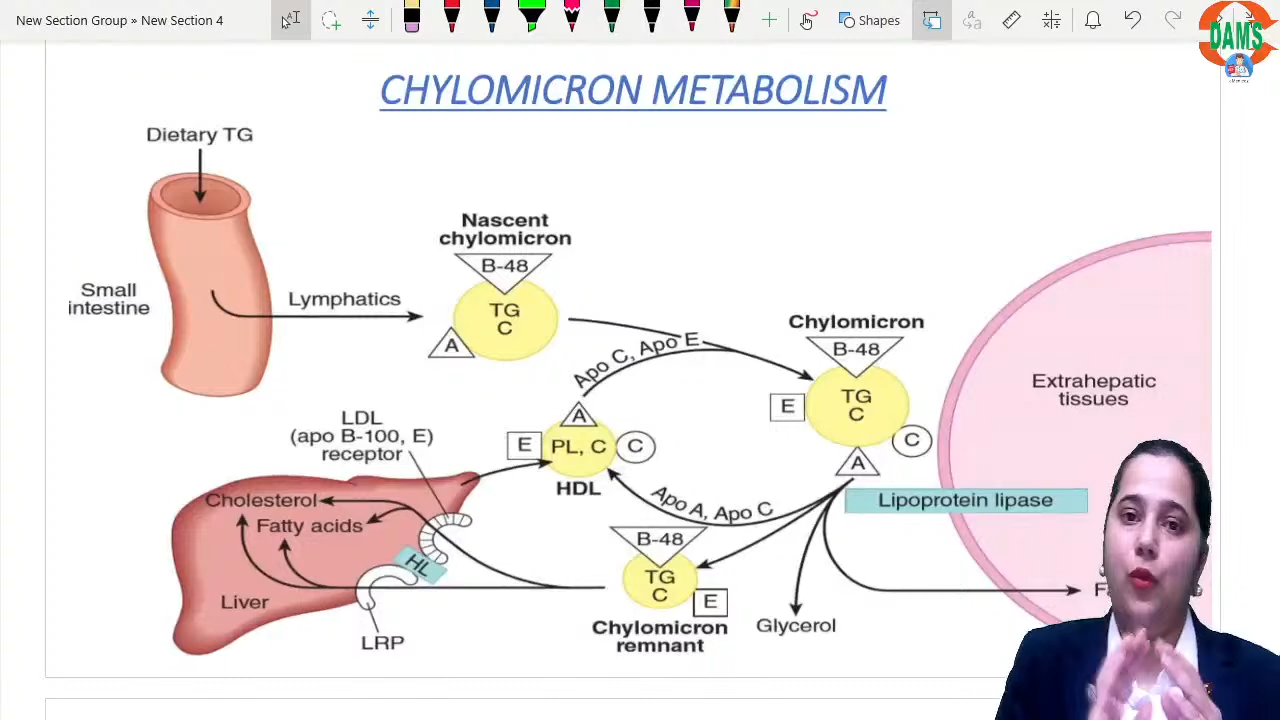 New Section Group » New Section 4
Shapes
DAMS
CHYLOMICRON METABOLISM
Dietary TG
Small
intestine
Lymphatics
Nascent
chylomicron
B-48
TG
C
A
Apo C, Apo E
Chylomicron
B-48
TG
C
E
C
A
Extrahepatic
tissues
Lipoprotein lipase
LDL
(apo B-100, E)
receptor
A
E
PL, C
C
HDL
Apo A, Apo C
Cholesterol
Fatty acids
HL
Liver
LRP
B-48
TG
C
E
Chylomicron
remnant
Glycerol